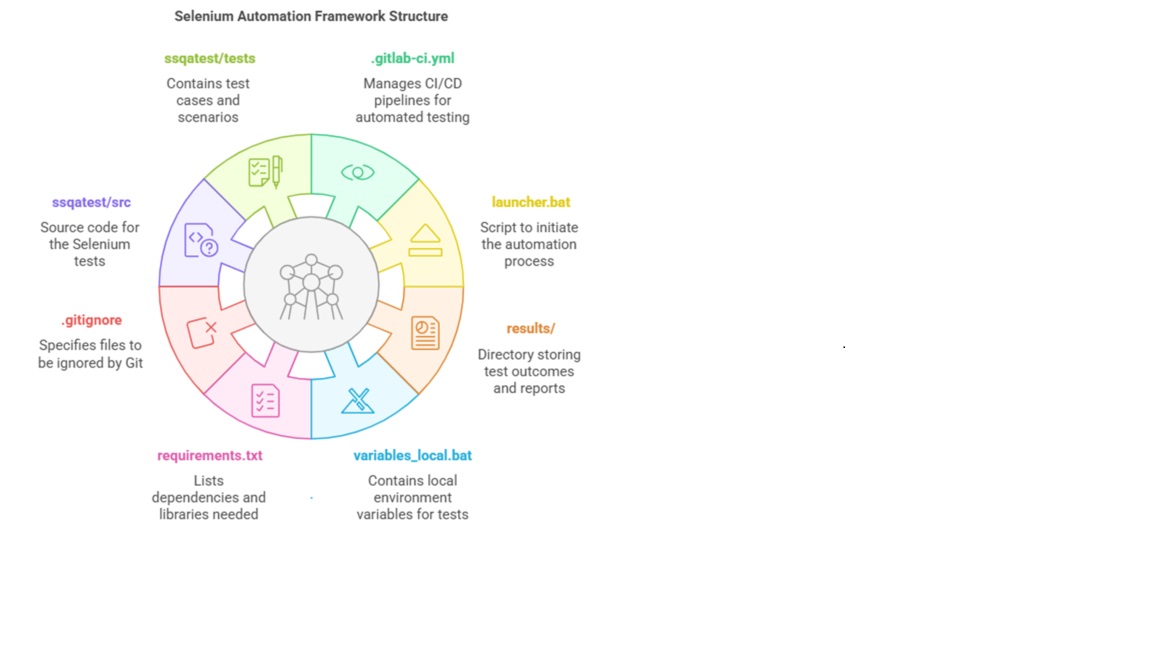 Selenium Automation Framework Structure
ssqatest/tests
Contains test
cases and
scenarios
.gitlab-ci.yml
Manages CI/CD
pipelines for
automated testing
ssqatest/src
Source code for
the Selenium
tests
launcher.bat
Script to initiate
the automation
process
.gitignore
Specifies files to
be ignored by Git
results/
Directory storing
test outcomes
and reports
requirements.txt
Lists
dependencies and
libraries needed
variables_local.bat
Contains local
environment
variables for tests